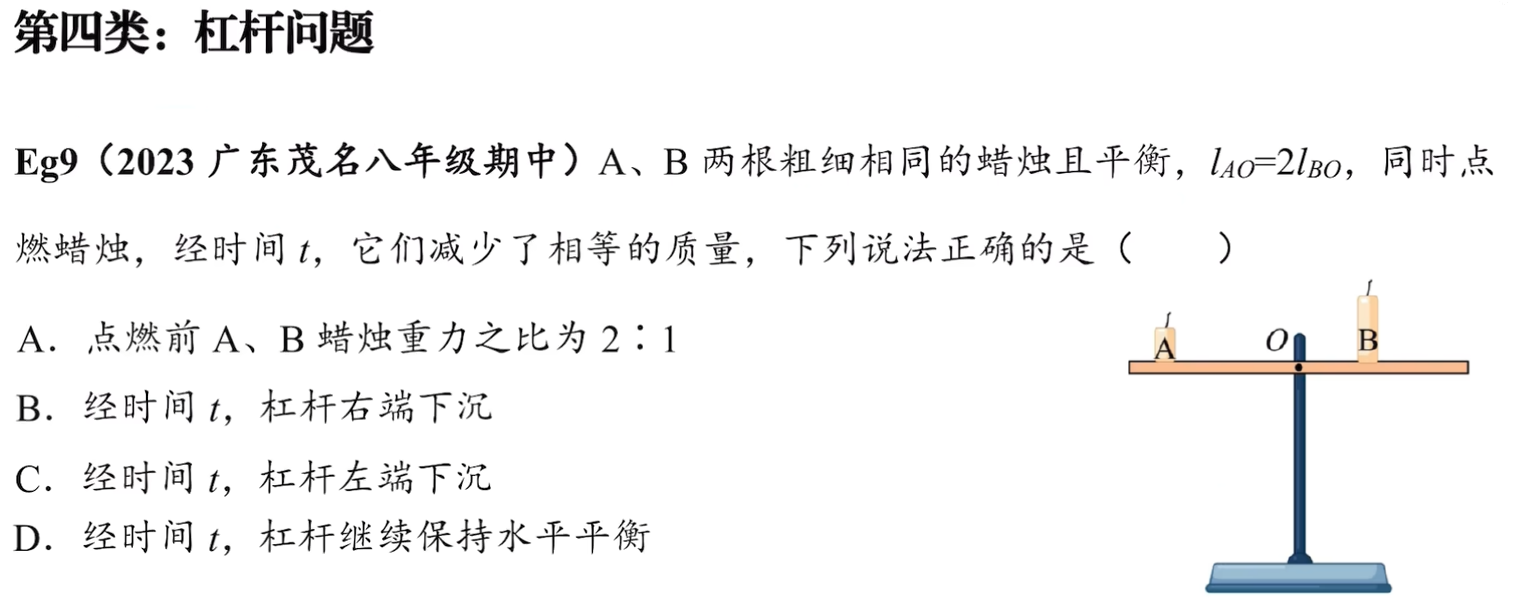 第四类：杠杆问题
Eg9（2023 广东茂名八年级期中）A、B 两根粗细相同的蜡烛且平衡，lAO=2lBO，同时点
燃蜡烛，经时间 t，它们减少了相等的质量，下列说法正确的是（　　）
A．点燃前 A、B 蜡烛重力之比为 2∶1
B．经时间 t，杠杆右端下沉
C．经时间 t，杠杆左端下沉
D．经时间 t，杠杆继续保持水平平衡
A
O
B